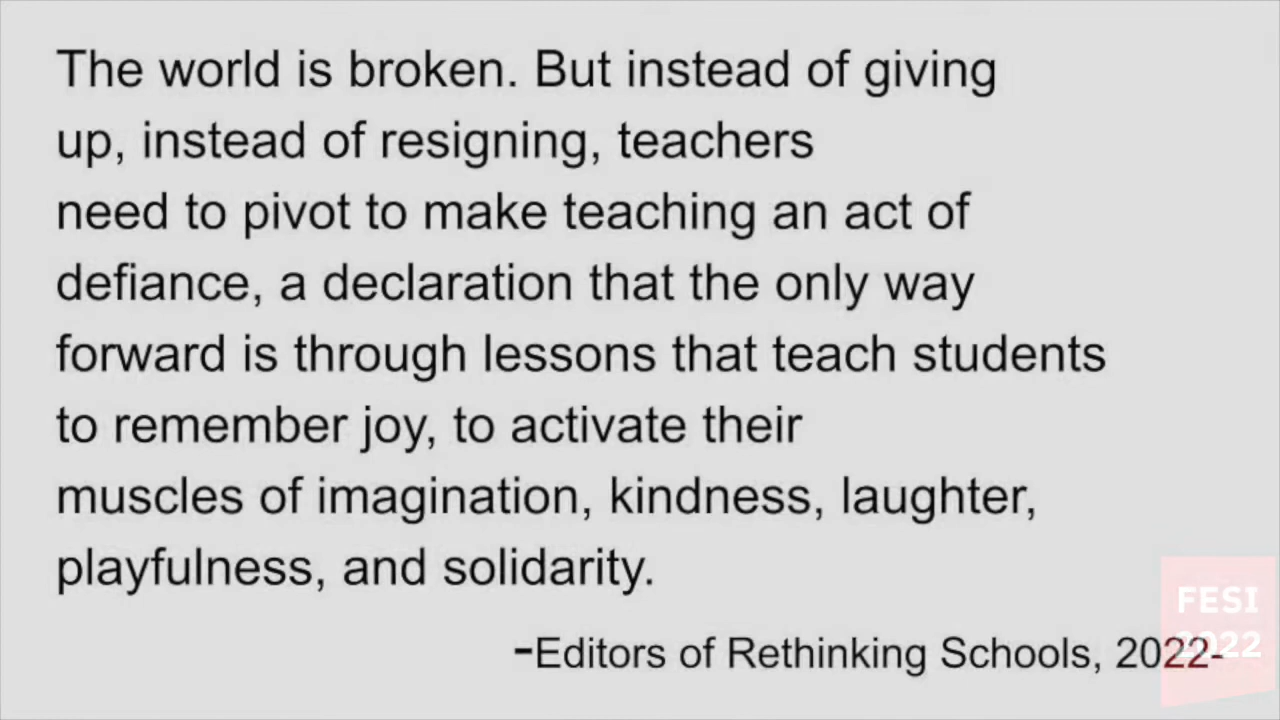 The world is broken. But instead of giving
up, instead of resigning, teachers
need to pivot to make teaching an act of
defiance, a declaration that the only way
forward is through lessons that teach students
to remember joy, to activate their
muscles of imagination, kindness, laughter,
playfulness, and solidarity.
-Editors of Rethinking Schools, 2022-
FESI
2022